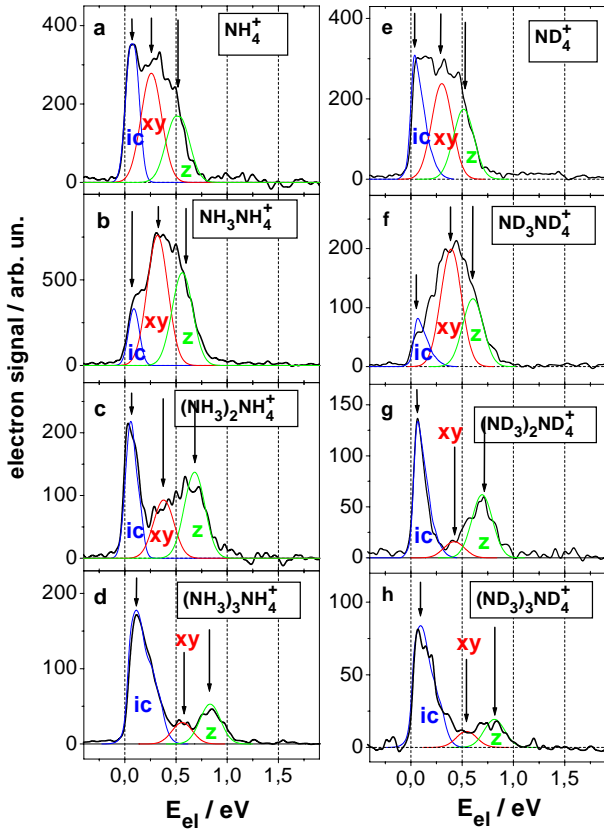 electron signal / arb. un.
a
NH₄⁺
400
200
0
ic
xy
z
b
NH₃NH₄⁺
500
0
ic
xy
z
c
(NH₃)₂NH₄⁺
200
100
0
ic
xy
z
d
(NH₃)₃NH₄⁺
200
100
0
ic
xy
z
0,0 0,5 1,0 1,5
E_el / eV
e
ND₄⁺
400
200
0
ic
xy
z
f
ND₃ND₄⁺
200
100
0
ic
xy
z
g
(ND₃)₂ND₄⁺
150
100
50
0
ic
xy
z
h
(ND₃)₃ND₄⁺
100
50
0
ic
xy
z
0,0 0,5 1,0 1,5
E_el / eV